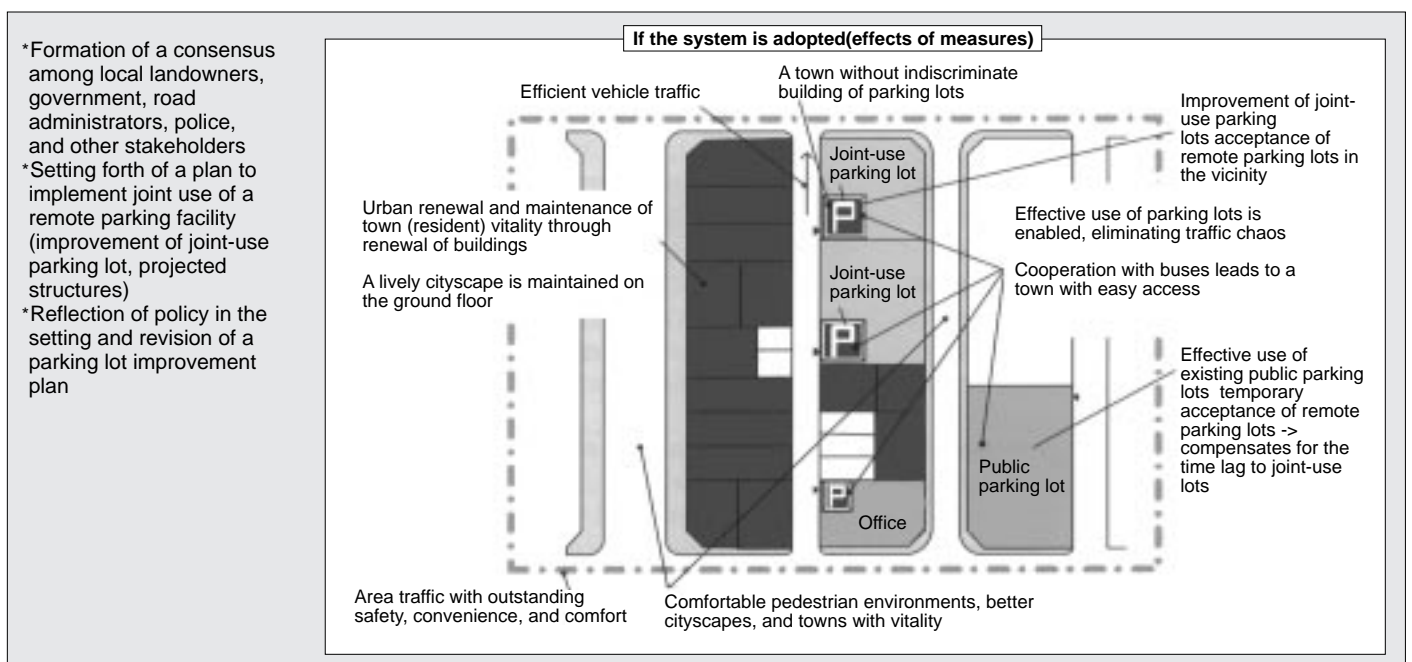 *Formation of a consensus
among local landowners,
government, road
administrators, police,
and other stakeholders
*Setting forth of a plan to
implement joint use of a
remote parking facility
(improvement of joint-use
parking lot, projected
structures)
*Reflection of policy in the
setting and revision of a
parking lot improvement
plan
If the system is adopted(effects of measures)
Efficient vehicle traffic
A town without indiscriminate
building of parking lots
Improvement of joint-
use parking
lots acceptance of
remote parking lots in
the vicinity
Joint-use
parking lot
P
Urban renewal and maintenance of
town (resident) vitality through
renewal of buildings
A lively cityscape is maintained on
the ground floor
Effective use of parking lots is
enabled, eliminating traffic chaos
Joint-use
parking lot
P
Cooperation with buses leads to a
town with easy access
Effective use of
existing public parking
lots temporary
acceptance of remote
parking lots ->
compensates for the
time lag to joint-use
lots
Public
parking lot
P
Office
Area traffic with outstanding
safety, convenience, and comfort
Comfortable pedestrian environments, better
cityscapes, and towns with vitality